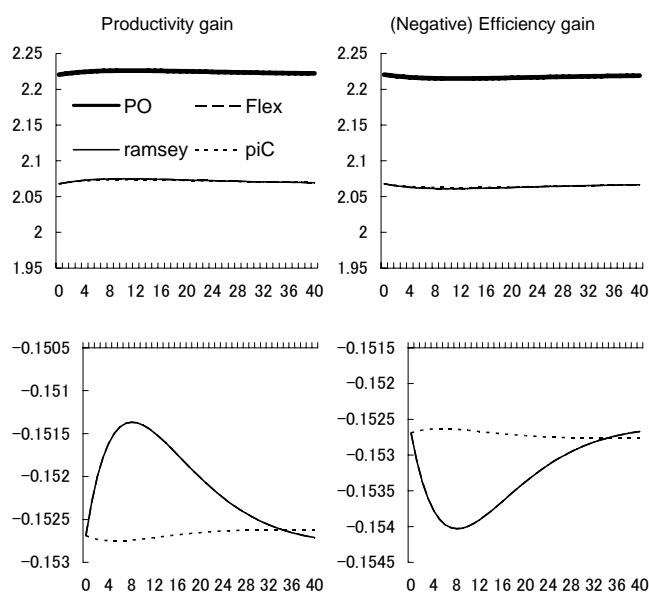 Productivity gain
(Negative) Efficiency gain
2.25
2.2
2.15
2.1
2.05
2
1.95
PO
Flex
ramsey
piC
0 4 8 12 16 20 24 28 32 36 40
2.25
2.2
2.15
2.1
2.05
2
1.95
0 4 8 12 16 20 24 28 32 36 40
-0.1505
-0.151
-0.1515
-0.152
-0.1525
-0.153
0 4 8 12 16 20 24 28 32 36 40
-0.1515
-0.152
-0.1525
-0.153
-0.1535
-0.154
-0.1545
0 4 8 12 16 20 24 28 32 36 40